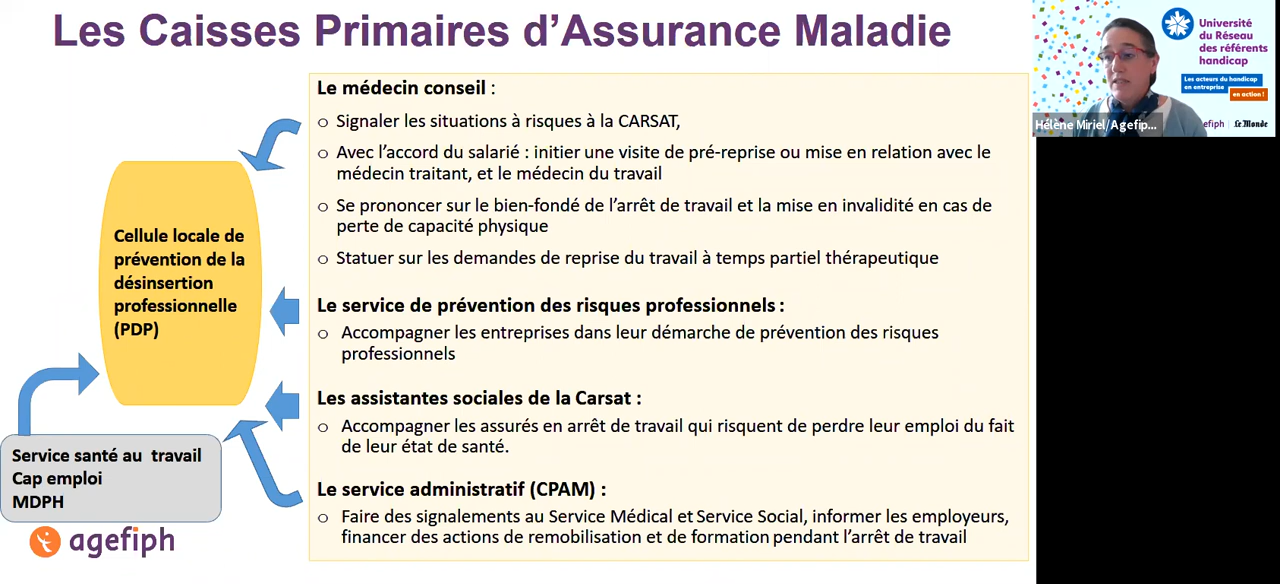 Les Caisses Primaires d’Assurance Maladie
Le médecin conseil :
o Signaler les situations à risques à la CARSAT,
o Avec l’accord du salarié : initier une visite de pré-reprise ou mise en relation avec le
médecin traitant, et le médecin du travail
o Se prononcer sur le bien-fondé de l’arrêt de travail et la mise en invalidité en cas de
perte de capacité physique
o Statuer sur les demandes de reprise du travail à temps partiel thérapeutique
Le service de prévention des risques professionnels :
o Accompagner les entreprises dans leur démarche de prévention des risques
professionnels
Les assistantes sociales de la Carsat :
o Accompagner les assurés en arrêt de travail qui risquent de perdre leur emploi du fait
de leur état de santé.
Le service administratif (CPAM) :
o Faire des signalements au Service Médical et Service Social, informer les employeurs,
financer des actions de remobilisation et de formation pendant l’arrêt de travail
Cellule locale de
prévention de la
désinsertion
professionnelle
(PDP)
Service santé au travail
Cap emploi
MDPH
agefiph
Université
du Réseau
des référents
handicap
Les acteurs du handicap
en entreprise
en action !
efiph | Le Monde
Hélène Miriel/Agefip...